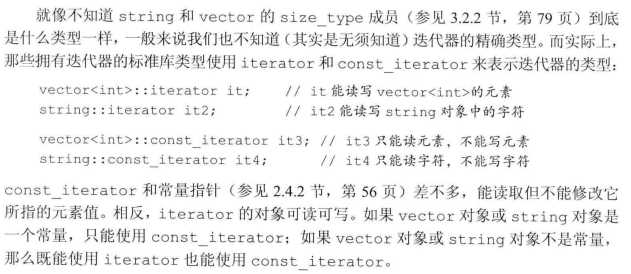 就像不知道 string 和 vector 的 size_type 成员（参见 3.2.2 节，第 79 页）到底
是什么类型一样，一般来说我们也不知道（其实是无须知道）迭代器的精确类型。而实际上，
那些拥有迭代器的标准库类型使用 iterator 和 const_iterator 来表示迭代器的类型：
vector<int>::iterator it; // it 能读写 vector<int>的元素
string::iterator it2; // it2 能读写 string 对象中的字符
vector<int>::const_iterator it3; // it3 只能读元素，不能写元素
string::const_iterator it4; // it4 只能读字符，不能写字符
const_iterator 和常量指针（参见 2.4.2 节，第 56 页）差不多，能读取但不能修改它
所指的元素值。相反，iterator 的对象可读可写。如果 vector 对象或 string 对象是
一个常量，只能使用 const_iterator；如果 vector 对象或 string 对象不是常量，
那么既能使用 iterator 也能使用 const_iterator。